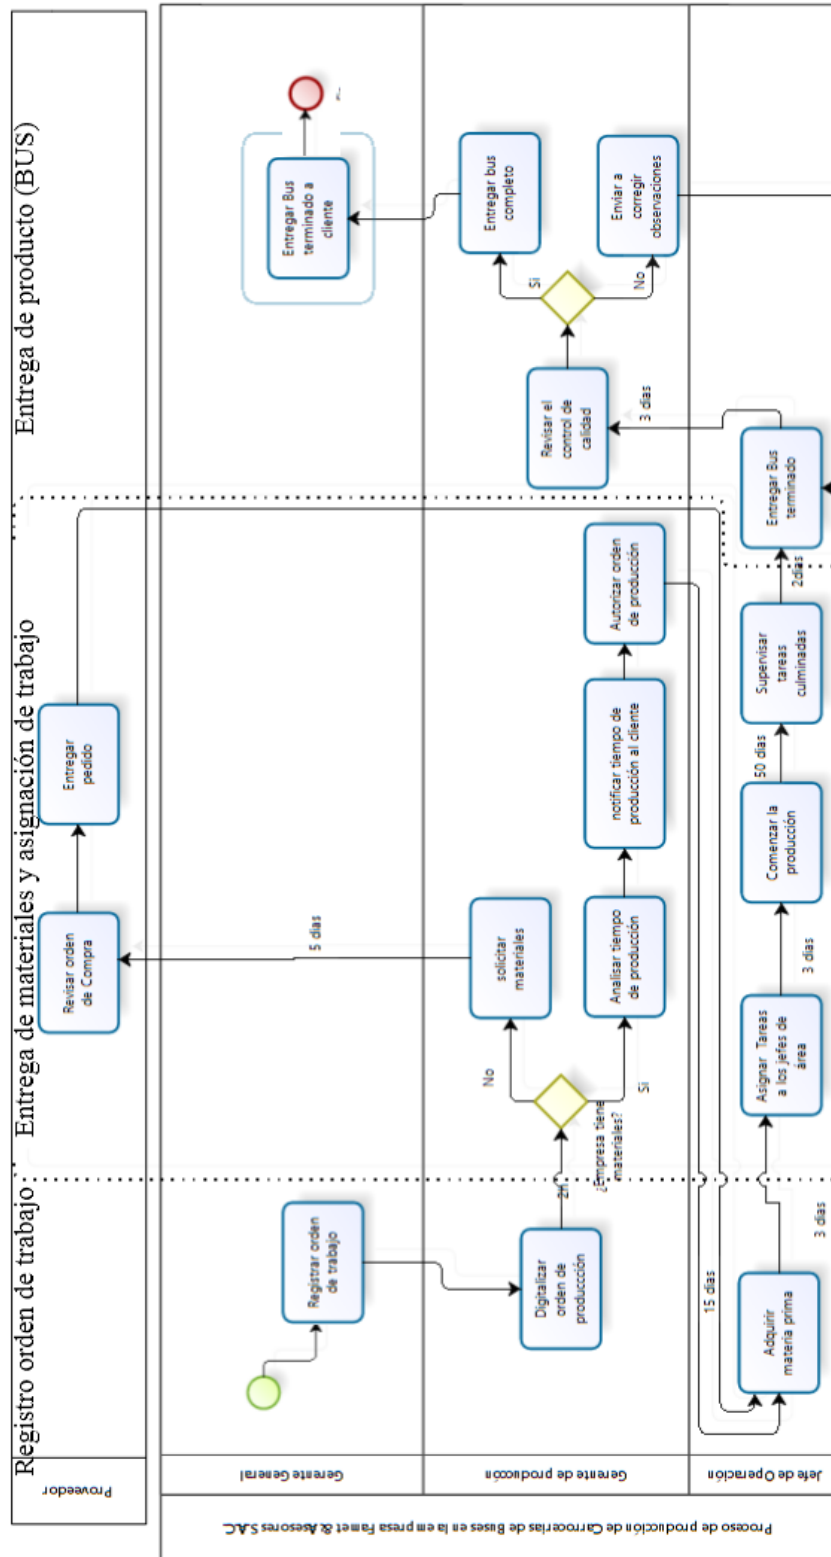 Registro orden de trabajo
Entrega de materiales y asignación de trabajo
Entrega de producto (BUS)
Proveedor
Revisar orden
de Compra
Entregar
pedido
Proceso de producción de Carrocerías de Buses en la empresa Famet & Asesores S.A.C.
Gerente General
Registrar orden
de trabajo
5 dias
Entregar Bus
terminado a
cliente
Gerente de producción
Digitalizar
orden de
produccción
2H
¿Empresa tiene
materiales?
No
Si
solicitar
materiales
Analisar tiempo
de producción
notificar tiempo de
producción al cliente
Autorizar orden
de producción
Revisar el
control de
calidad
Si
No
Entregar bus
completo
Enviar a
corregir
observaciones
Jefe de Operación
15 dias
Adquirir
materia prima
3 dias
Asignar Tareas
a los jefes de
área
3 dias
Comenzar la
producción
50 dias
Supervisar
tareas
culminadas
2dias
Entregar Bus
terminado
3 dias